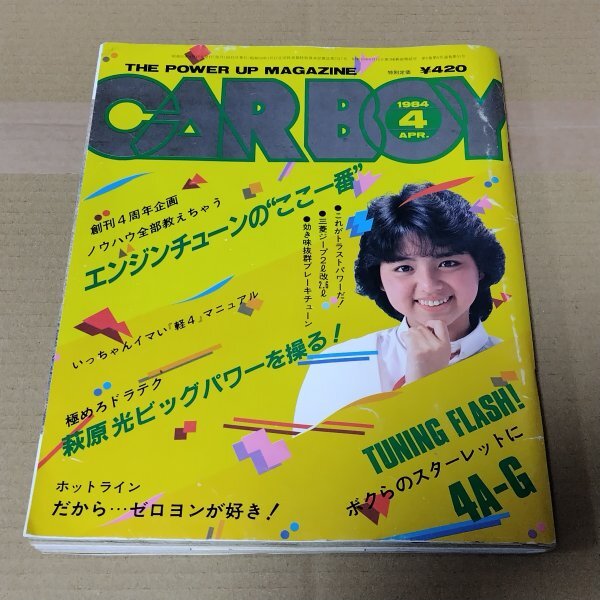 THE POWER UP MAGAZINE
特別定価 ¥420
CAR BOY
1984
4
APR.
創刊4周年企画
ノウハウ全部教えちゃう
エンジンチューンの“ここ一番”
●これがトラストパワーだ!
●三菱ジープ2ℓ改2.6ℓ
●効き味抜群ブレーキチューン
いっちゃんイマい『軽4』マニュアル
極めろドラテク
萩原光ビッグパワーを操る!
TUNING FLASH!
ボクらのスターレットに
4A-G
ホットライン
だから…ゼロヨンが好き!